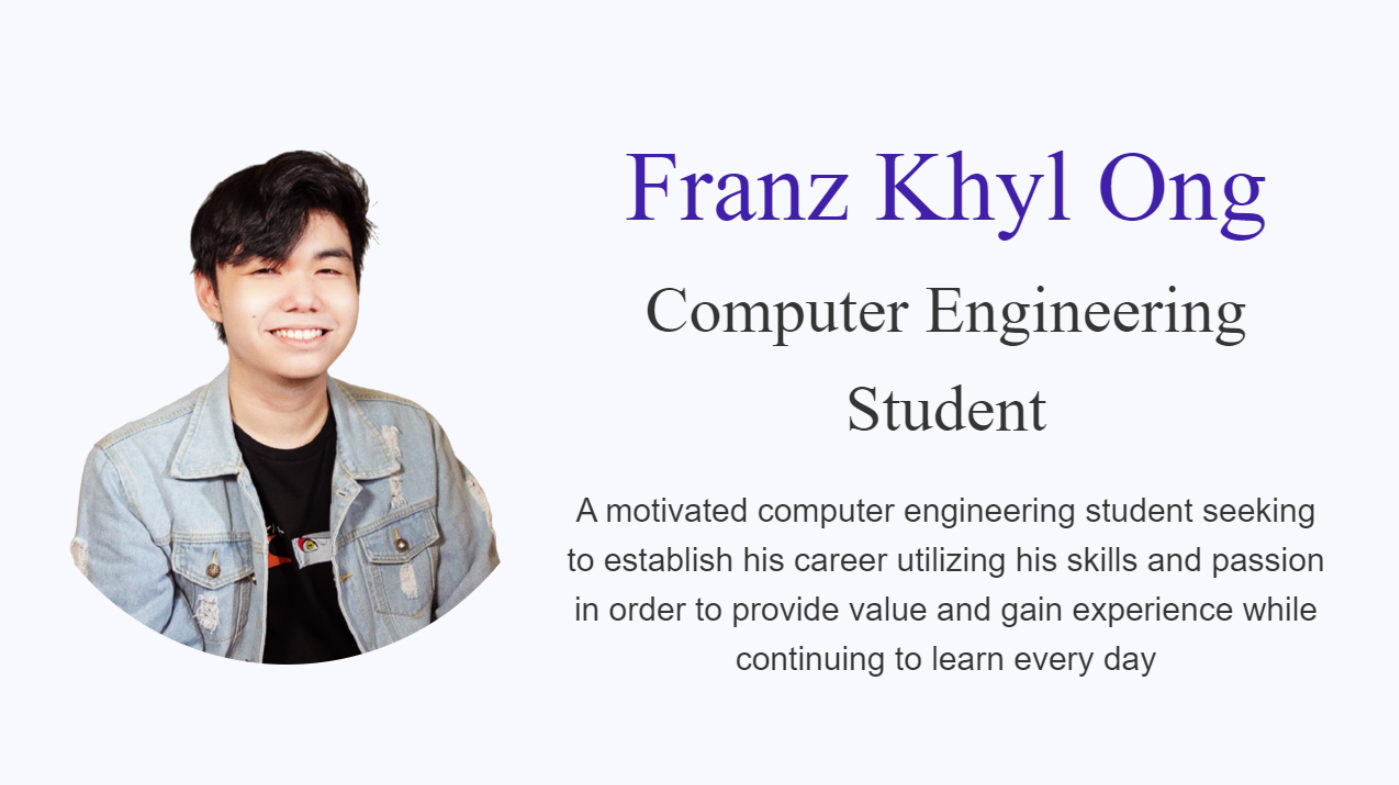 Franz Khyl Ong
Computer Engineering
Student
A motivated computer engineering student seeking
to establish his career utilizing his skills and passion
in order to provide value and gain experience while
continuing to learn every day